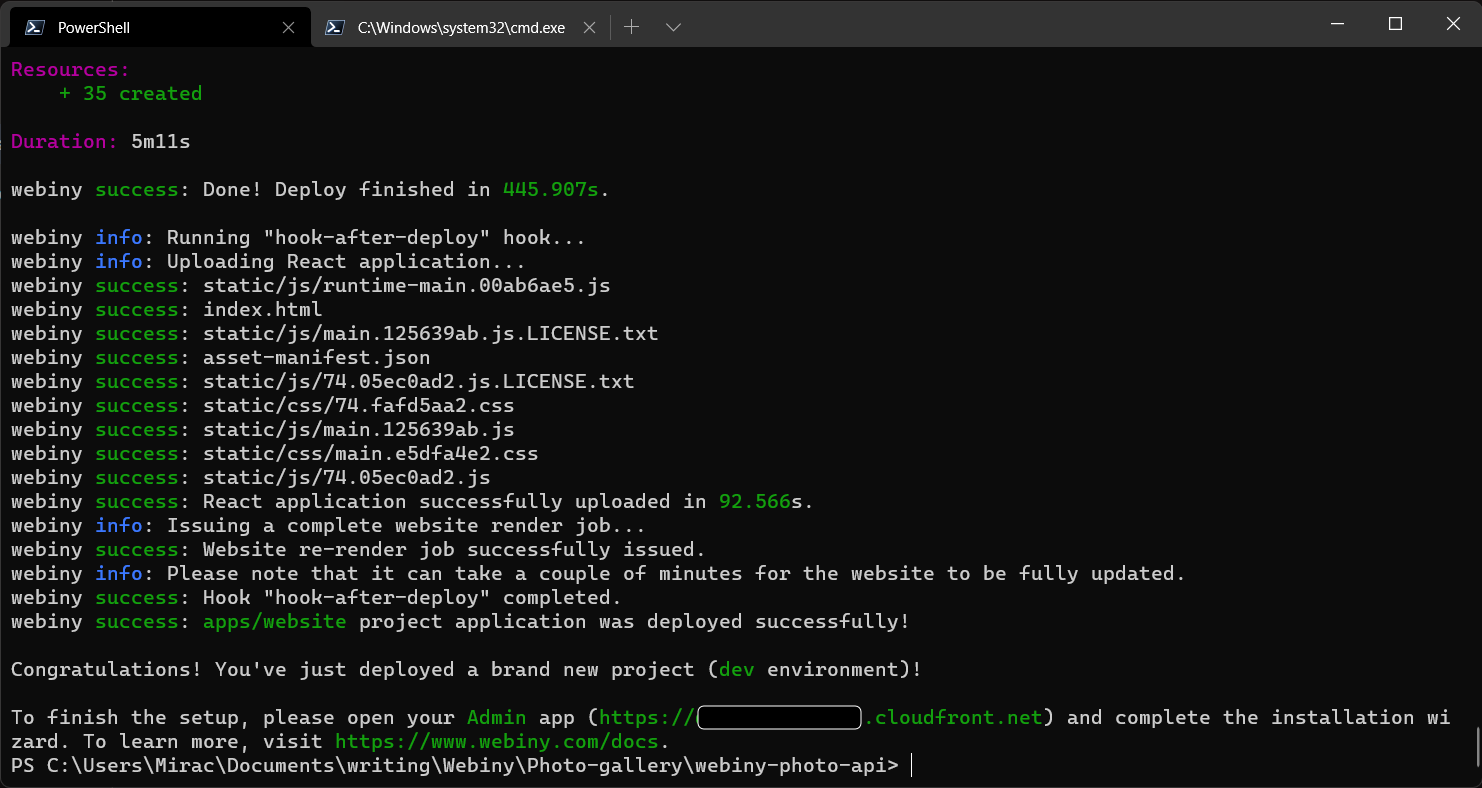 PowerShell
C:\Windows\system32\cmd.exe
Resources:
    + 35 created
Duration: 5m11s
webiny success: Done! Deploy finished in 445.907s.
webiny info: Running "hook-after-deploy" hook...
webiny info: Uploading React application...
webiny success: static/js/runtime-main.00ab6ae5.js
webiny success: index.html
webiny success: static/js/main.125639ab.js.LICENSE.txt
webiny success: asset-manifest.json
webiny success: static/js/74.05ec0ad2.js.LICENSE.txt
webiny success: static/css/74.fafd5aa2.css
webiny success: static/js/main.125639ab.js
webiny success: static/css/main.e5dfa4e2.css
webiny success: static/js/74.05ec0ad2.js
webiny success: React application successfully uploaded in 92.566s.
webiny info: Issuing a complete website render job...
webiny success: Website re-render job successfully issued.
webiny info: Please note that it can take a couple of minutes for the website to be fully updated.
webiny success: Hook "hook-after-deploy" completed.
webiny success: apps/website project application was deployed successfully!
Congratulations! You've just deployed a brand new project (dev environment)!
To finish the setup, please open your Admin app (https:// .cloudfront.net) and complete the installation wi
zard. To learn more, visit https://www.webiny.com/docs.
PS C:\Users\Mirac\Documents\writing\Webiny\Photo-gallery\webiny-photo-api>